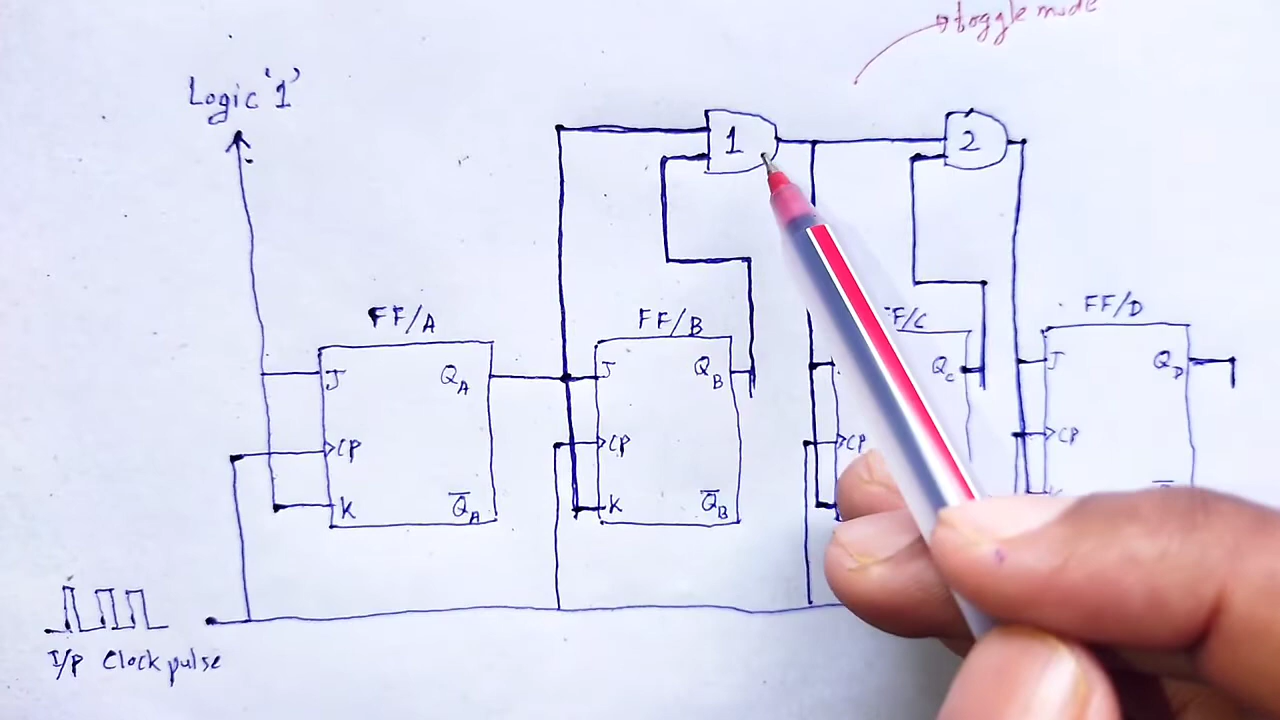 toggle mode
Logic '1'
1
2
FF/A
FF/B
F/C
FF/D
J
QA
J
QB
Qc
J
QD
CP
CP
CP
CP
K
Q̅A
K
Q̅B
I/P Clock pulse